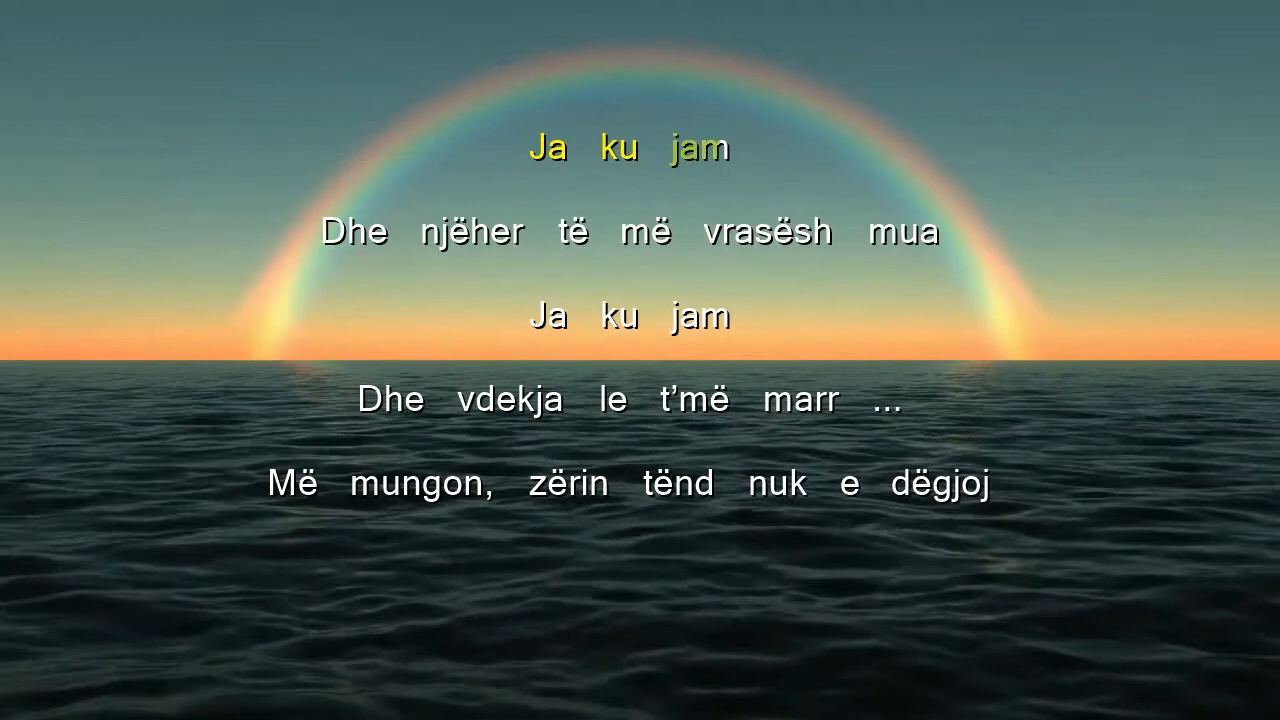 Ja ku jam
Dhe njëher të më vrasësh mua
Ja ku jam
Dhe vdekja le t’më marr ...
Më mungon, zërin tënd nuk e dëgjoj